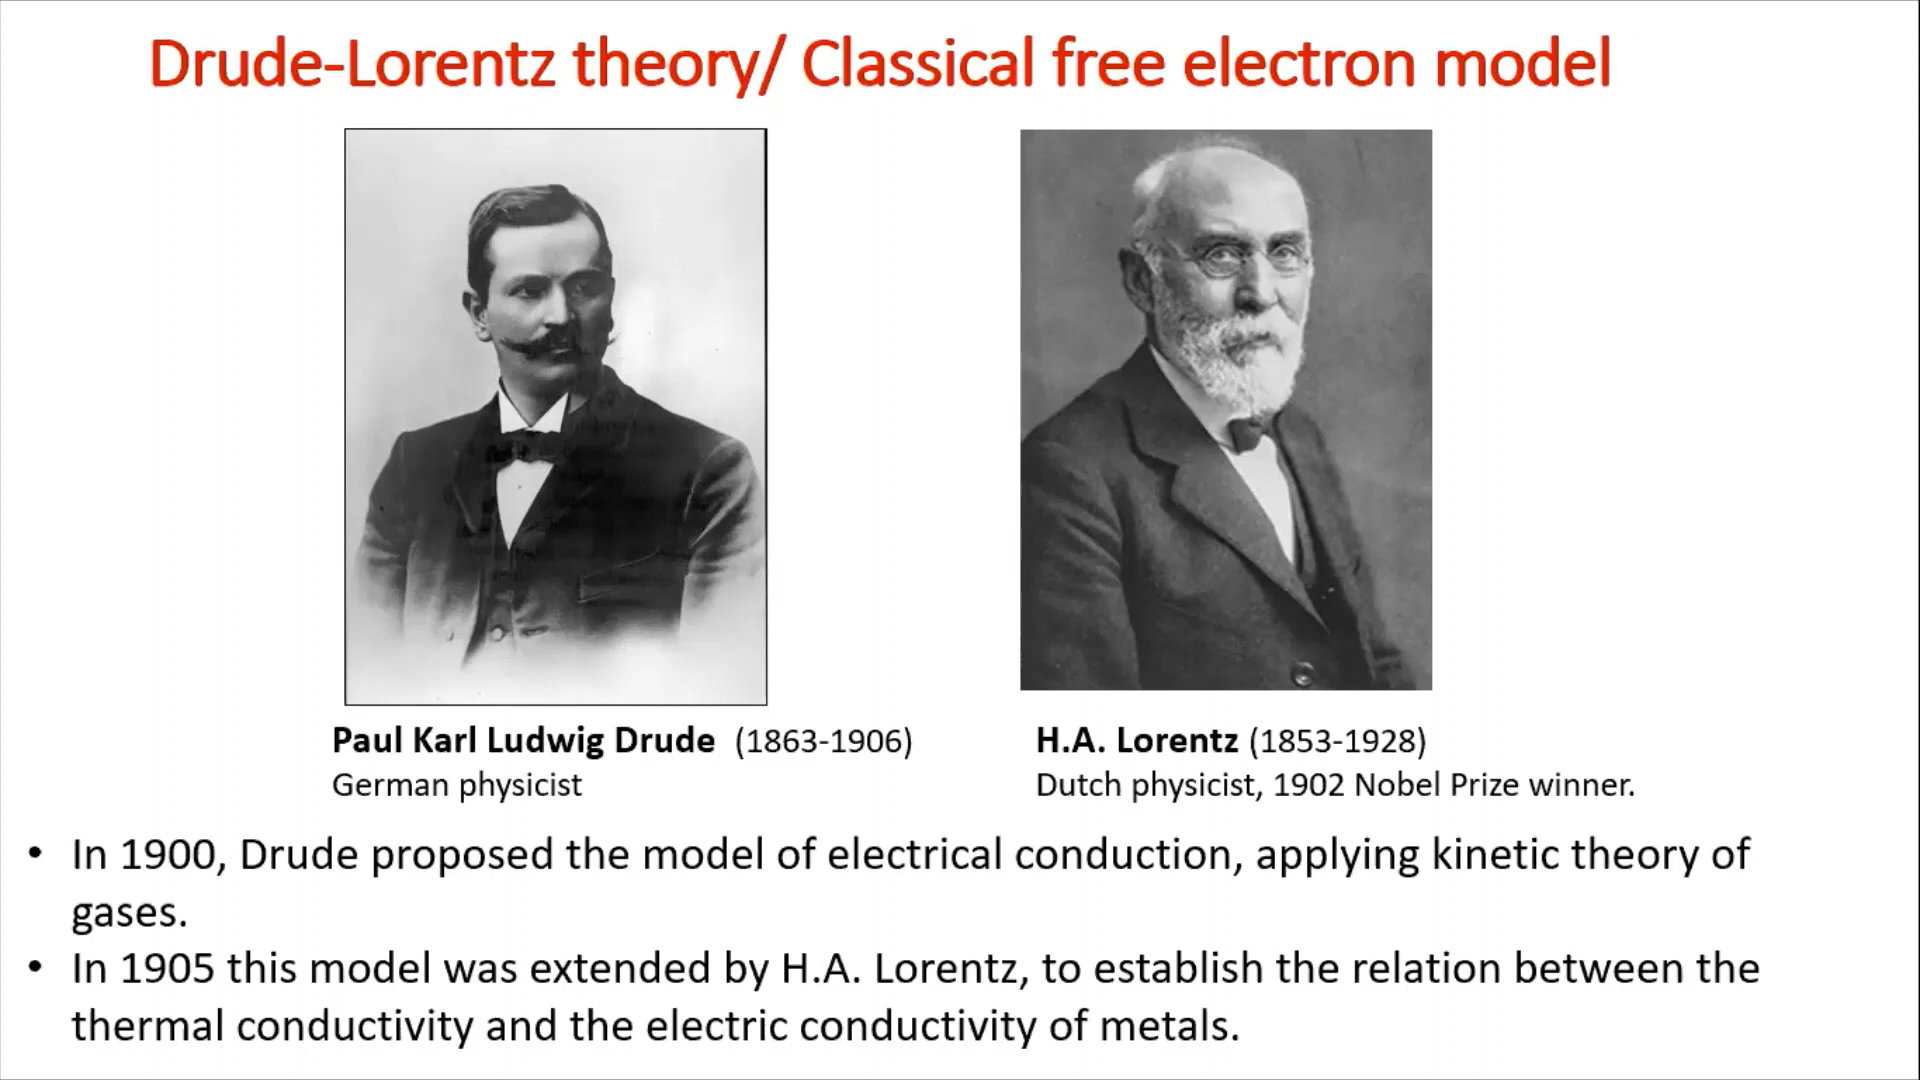 Drude-Lorentz theory/ Classical free electron model
Paul Karl Ludwig Drude (1863-1906)
German physicist
H.A. Lorentz (1853-1928)
Dutch physicist, 1902 Nobel Prize winner.
• In 1900, Drude proposed the model of electrical conduction, applying kinetic theory of
gases.
• In 1905 this model was extended by H.A. Lorentz, to establish the relation between the
thermal conductivity and the electric conductivity of metals.